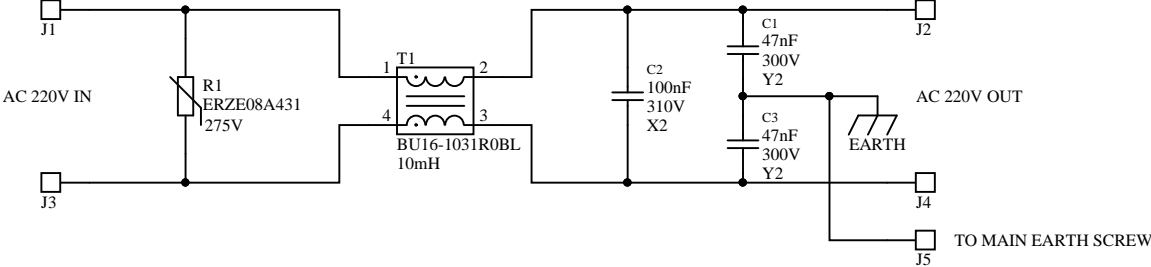 J1
J2
C1
47nF
300V
Y2
T1
1
2
R1
ERZE08A431
275V
C2
100nF
310V
X2
AC 220V IN
AC 220V OUT
4
3
C3
47nF
300V
Y2
EARTH
BU16-1031R0BL
10mH
J3
J4
TO MAIN EARTH SCREW
J5